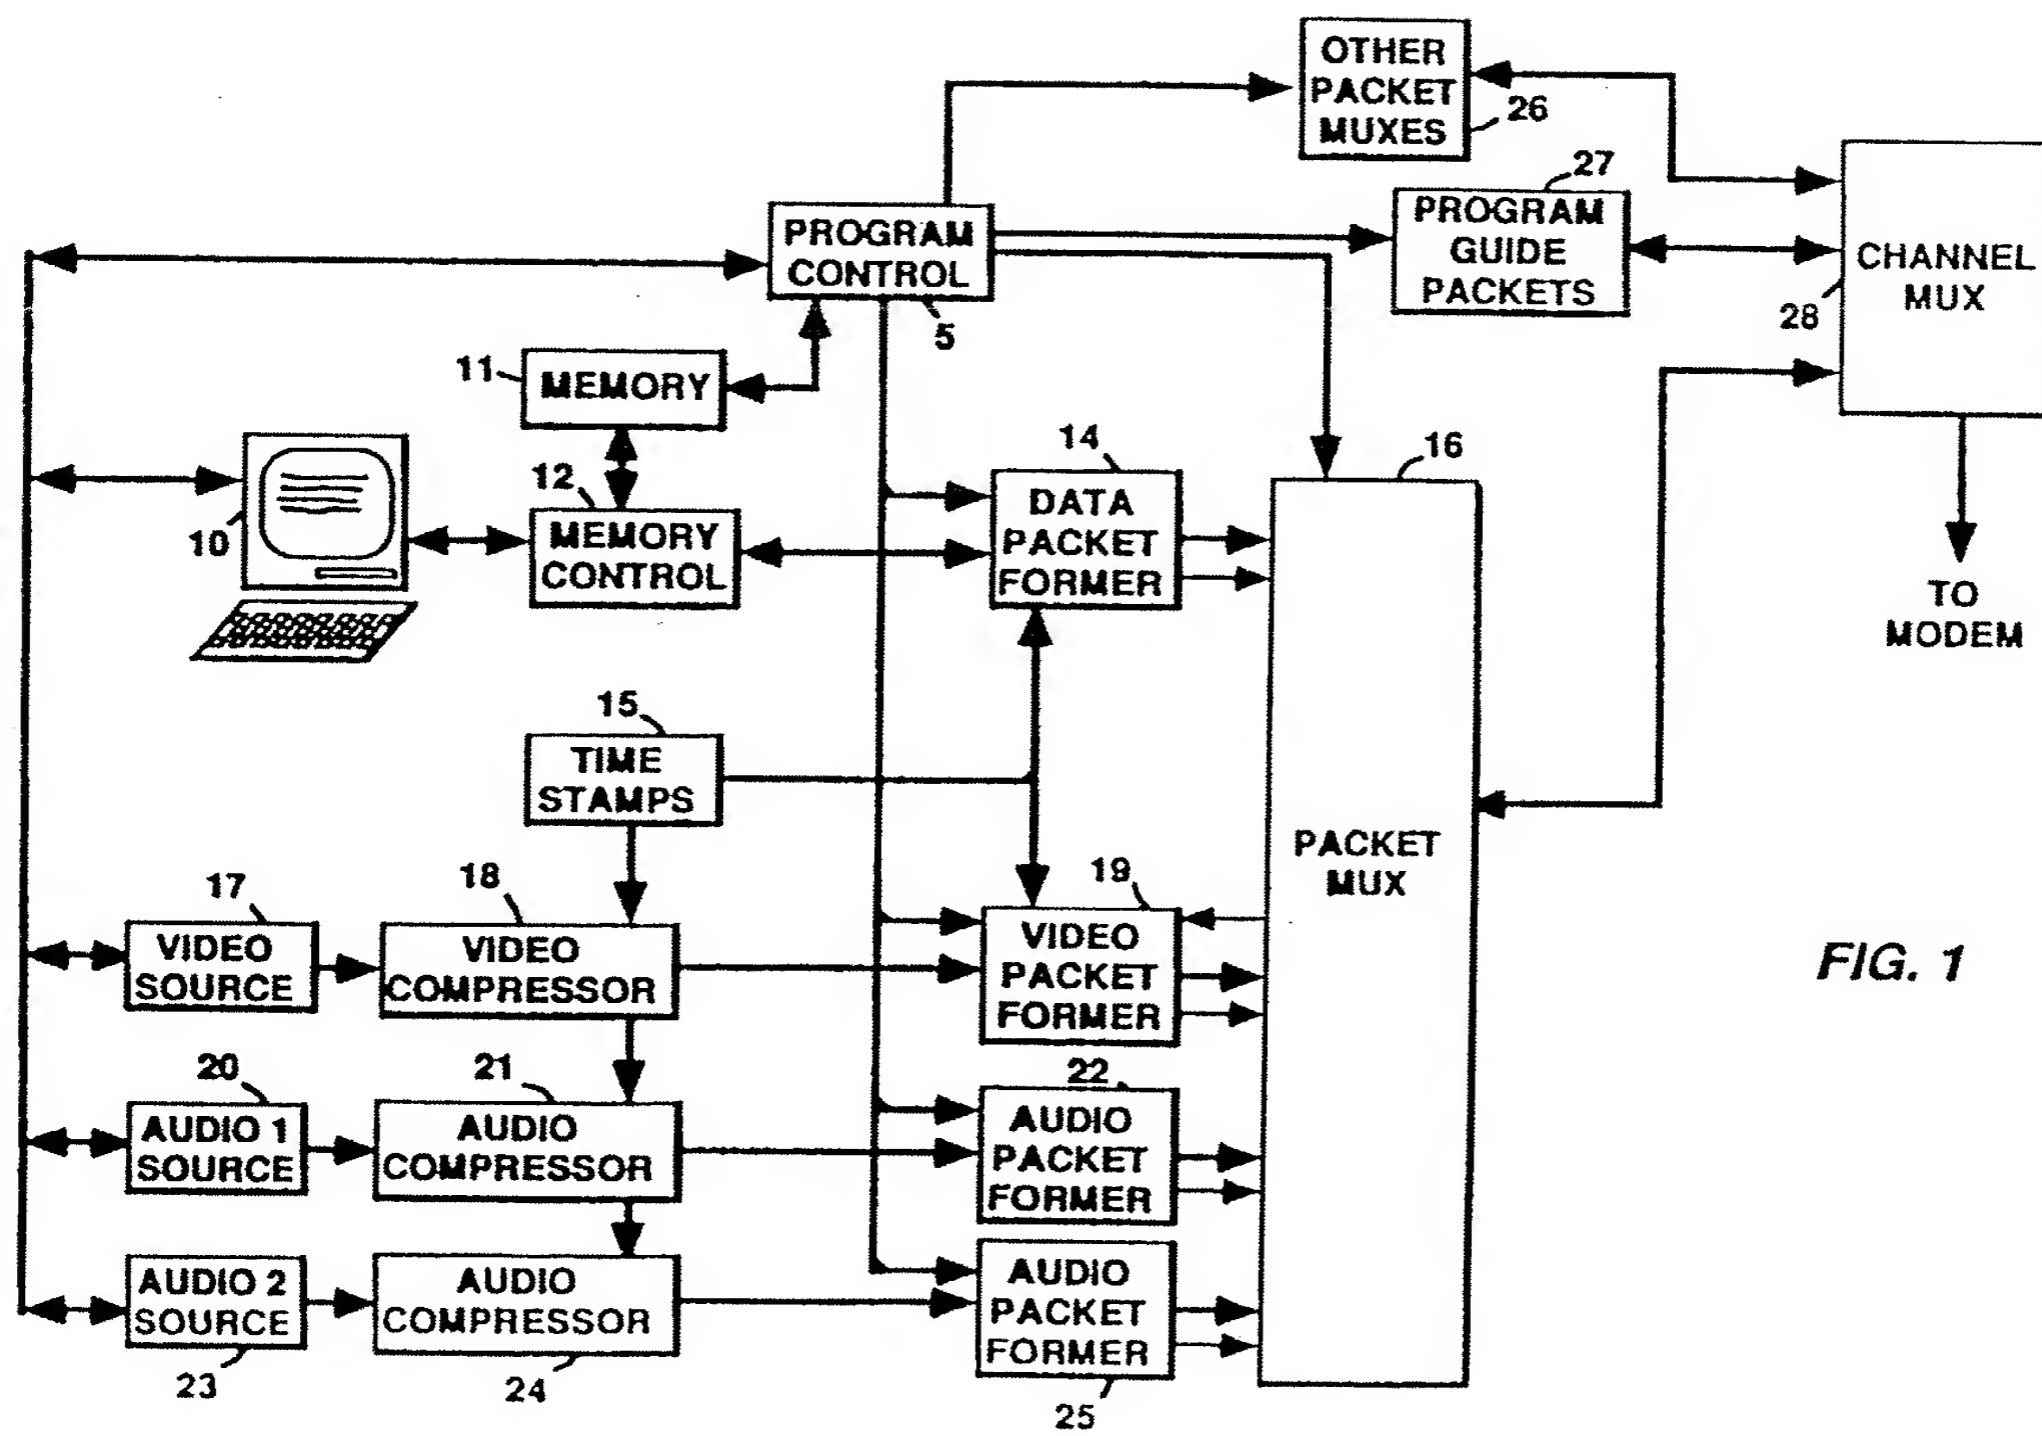 OTHER
PACKET
MUXES
26
27
PROGRAM
GUIDE
PACKETS
CHANNEL
MUX
28
PROGRAM
CONTROL
5
11
MEMORY
12
MEMORY
CONTROL
10
14
DATA
PACKET
FORMER
16
TO
MODEM
15
TIME
STAMPS
PACKET
MUX
17
VIDEO
SOURCE
18
VIDEO
COMPRESSOR
19
VIDEO
PACKET
FORMER
FIG. 1
20
AUDIO 1
SOURCE
21
AUDIO
COMPRESSOR
22
AUDIO
PACKET
FORMER
AUDIO 2
SOURCE
23
AUDIO
COMPRESSOR
24
AUDIO
PACKET
FORMER
25